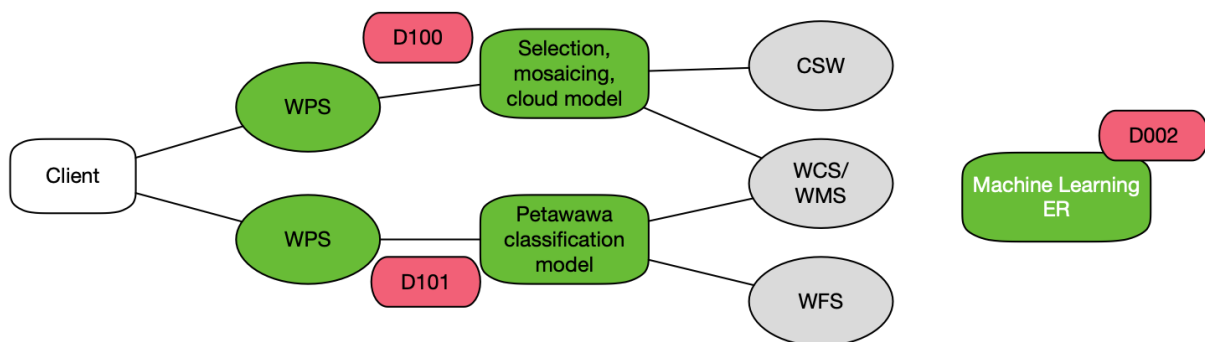 D100
Selection,
mosaicing,
cloud model
CSW
WPS
D002
Client
WCS/
WMS
Machine Learning
ER
WPS
Petawawa
classification
model
D101
WFS